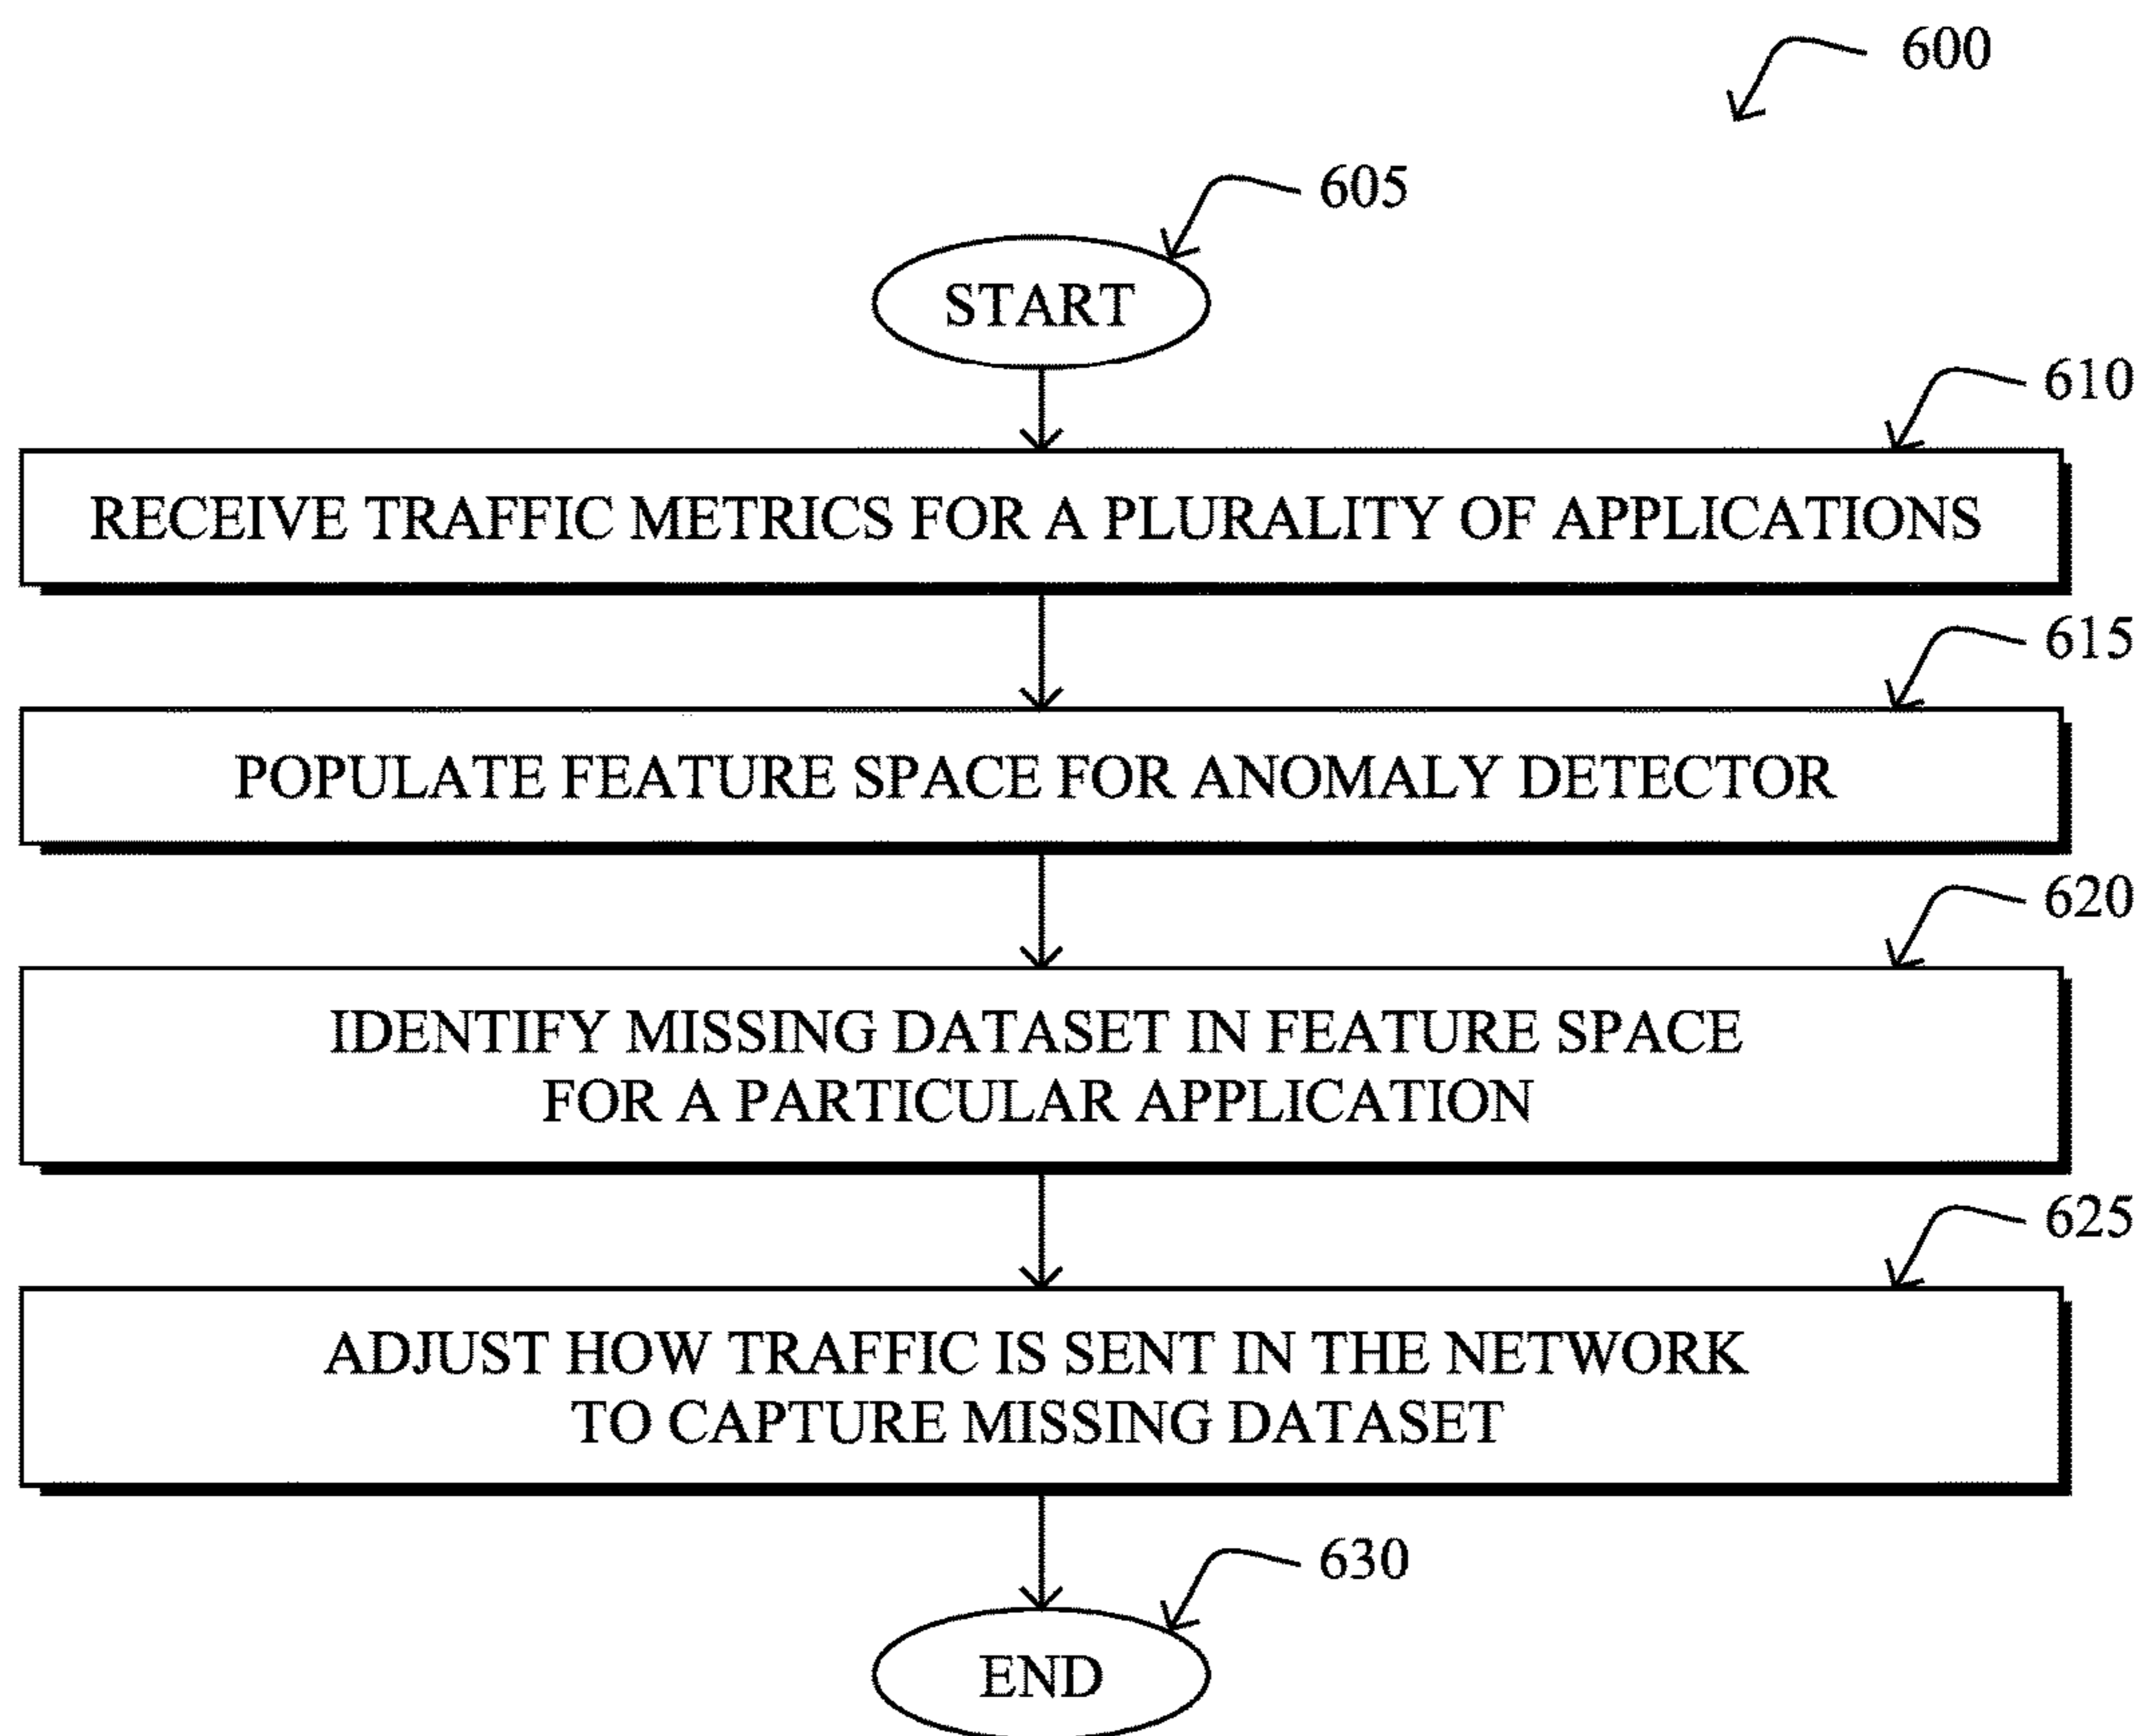 600
605
START
610
RECEIVE TRAFFIC METRICS FOR A PLURALITY OF APPLICATIONS
615
POPULATE FEATURE SPACE FOR ANOMALY DETECTOR
620
IDENTIFY MISSING DATASET IN FEATURE SPACE
FOR A PARTICULAR APPLICATION
625
ADJUST HOW TRAFFIC IS SENT IN THE NETWORK
TO CAPTURE MISSING DATASET
630
END